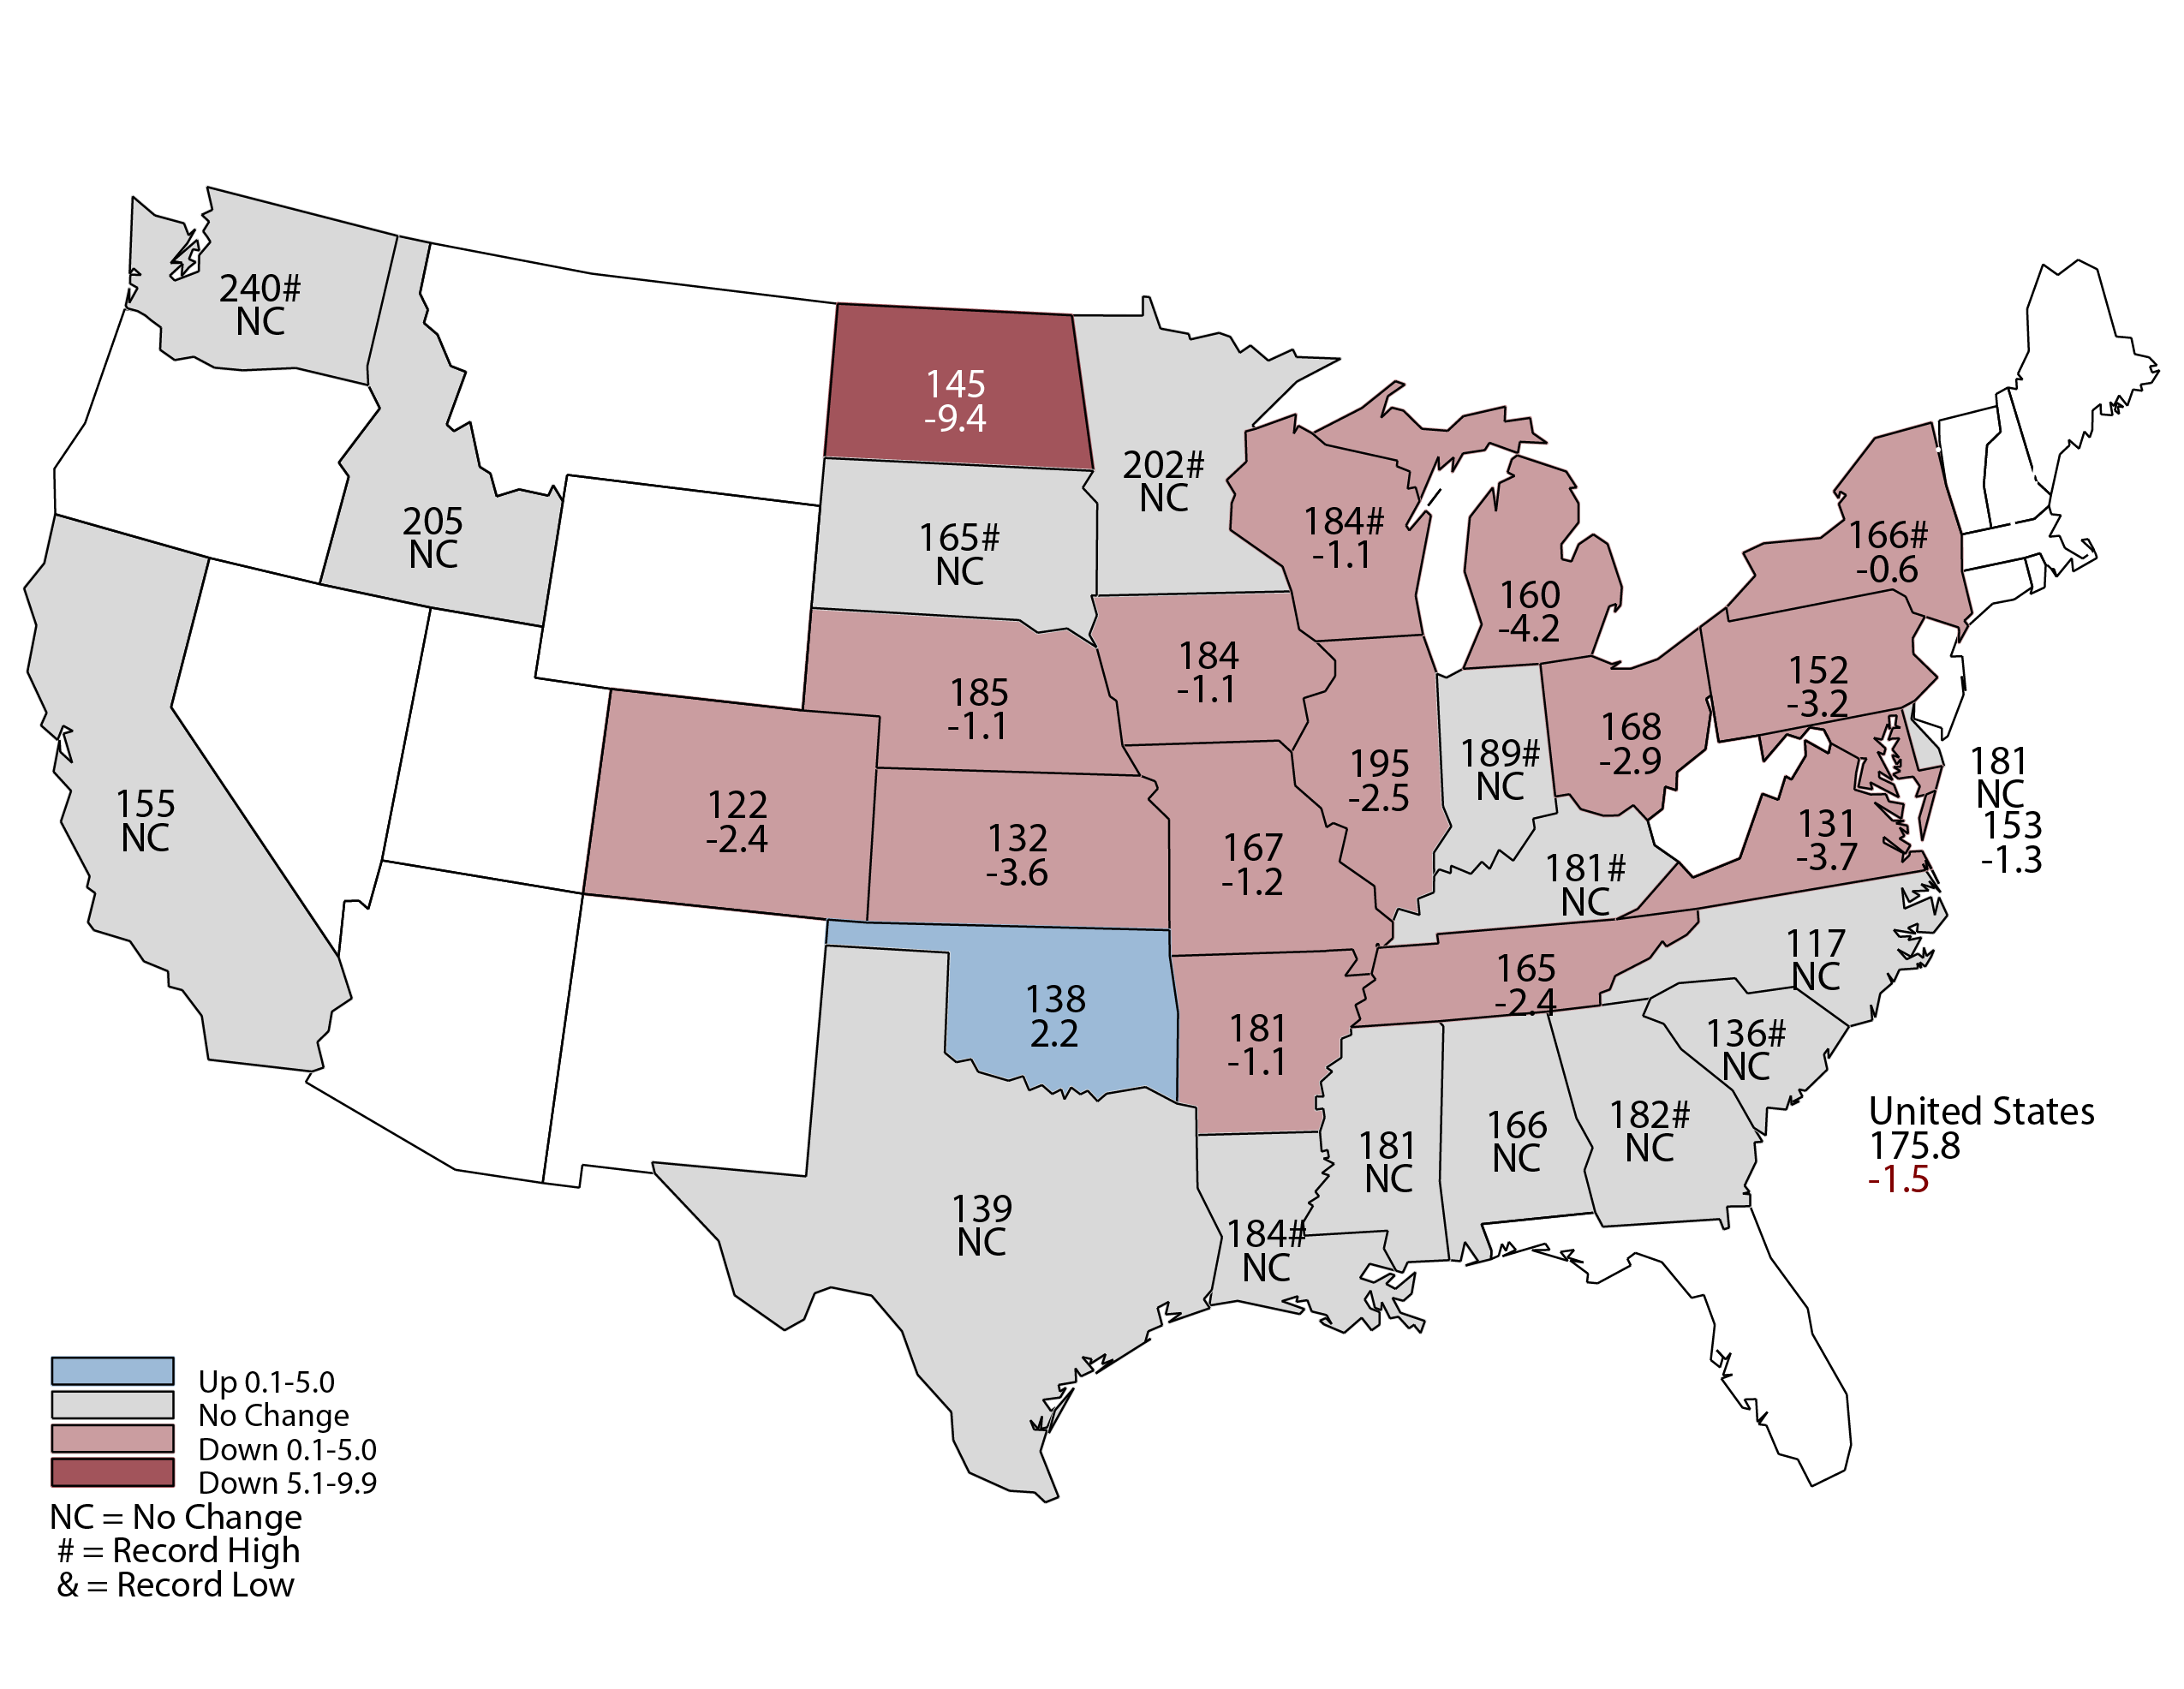 240#
NC
145
-9.4
202#
NC
205
NC
165#
NC
184#
-1.1
166#
-0.6
160
-4.2
184
-1.1
152
-3.2
185
-1.1
168
-2.9
195
-2.5
189#
NC
181
NC
153
-1.3
155
NC
122
-2.4
132
-3.6
167
-1.2
131
-3.7
181#
NC
117
NC
165
-2.4
138
2.2
181
-1.1
136#
NC
182#
NC
166
NC
181
NC
139
NC
184#
NC
United States
175.8
-1.5
Up 0.1-5.0
No Change
Down 0.1-5.0
Down 5.1-9.9
NC = No Change
# = Record High
& = Record Low